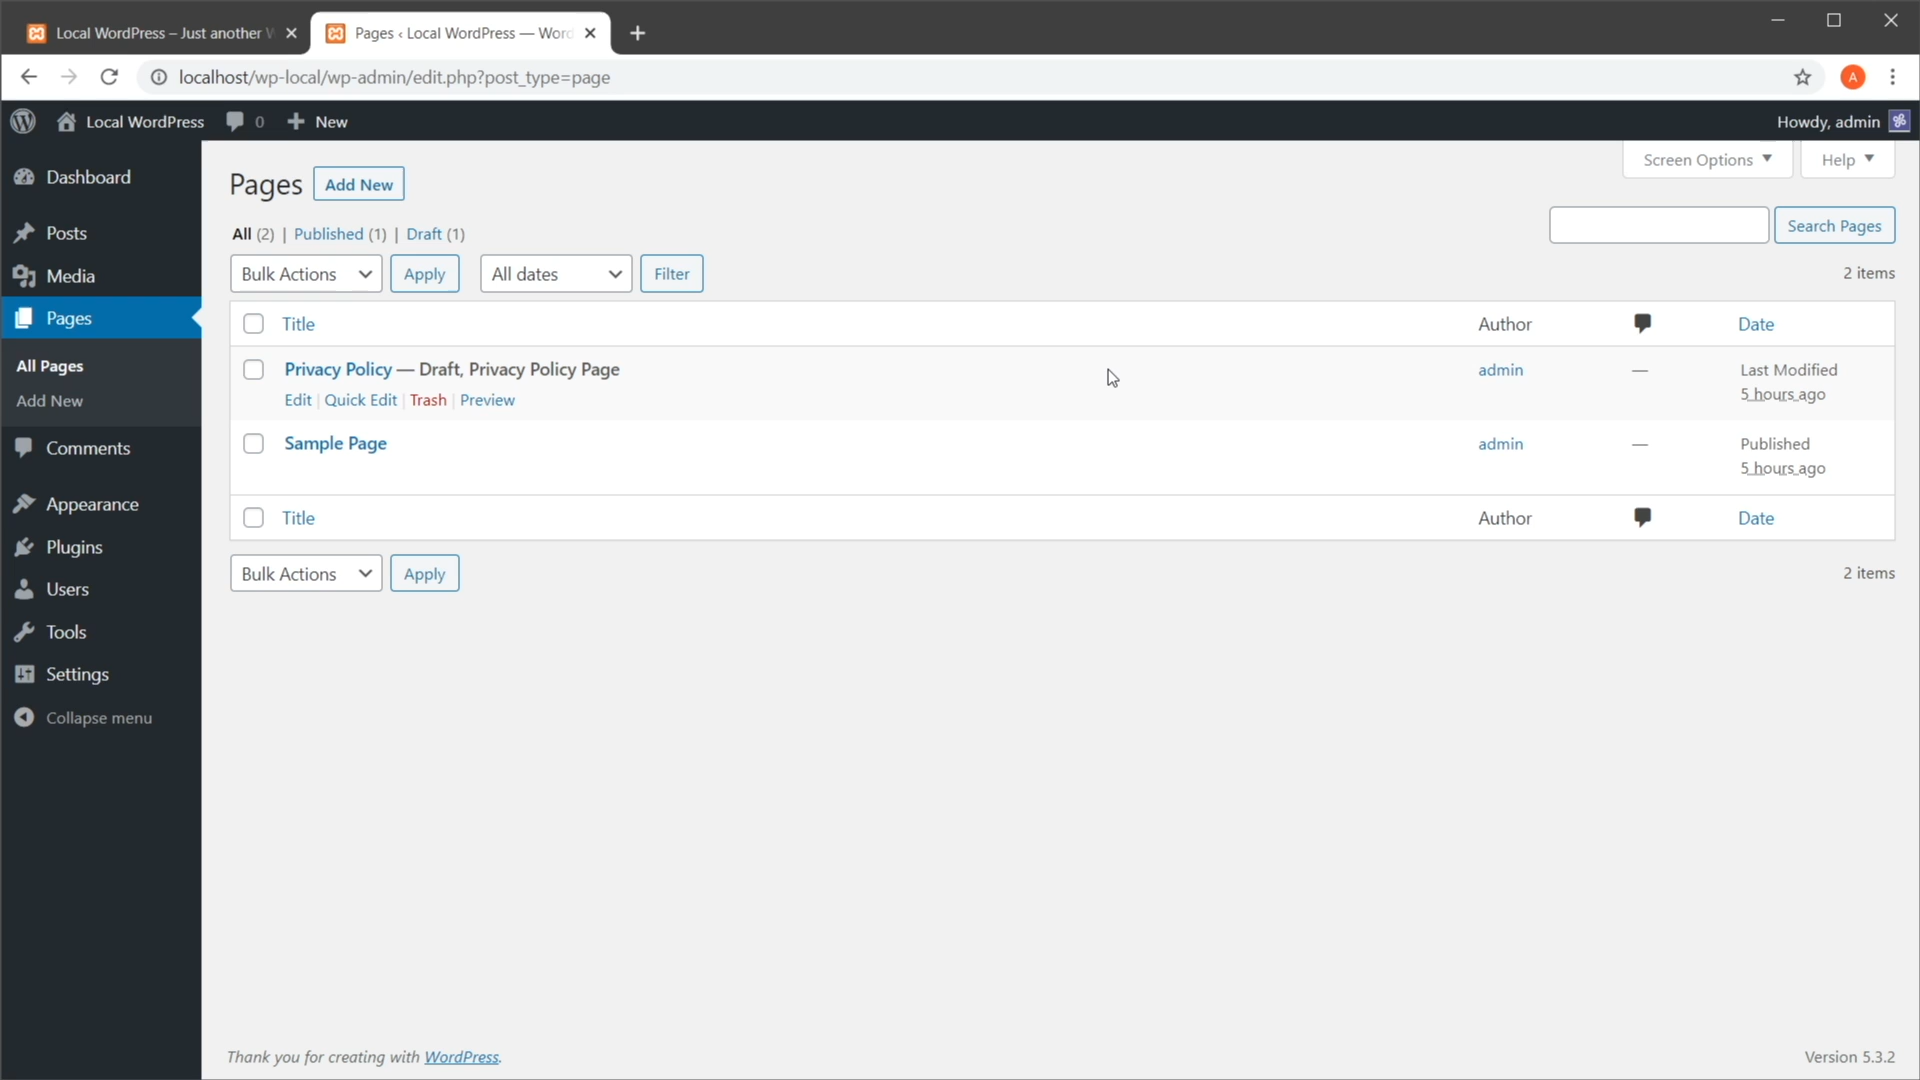 Local WordPress – Just another W
Pages ‹ Local WordPress — Word
localhost/wp-local/wp-admin/edit.php?post_type=page
A
Local WordPress 0 New
Howdy, admin
Dashboard
Posts
Media
Pages
All Pages
Add New
Comments
Appearance
Plugins
Users
Tools
Settings
Collapse menu
Screen Options Help
Pages Add New
All (2) | Published (1) | Draft (1)
Search Pages
Bulk Actions Apply All dates Filter
2 items
Title Author Date
Privacy Policy — Draft, Privacy Policy Page admin — Last Modified
5 hours ago
Edit | Quick Edit | Trash | Preview
Sample Page admin — Published
5 hours ago
Title Author Date
Bulk Actions Apply
2 items
Thank you for creating with WordPress.
Version 5.3.2